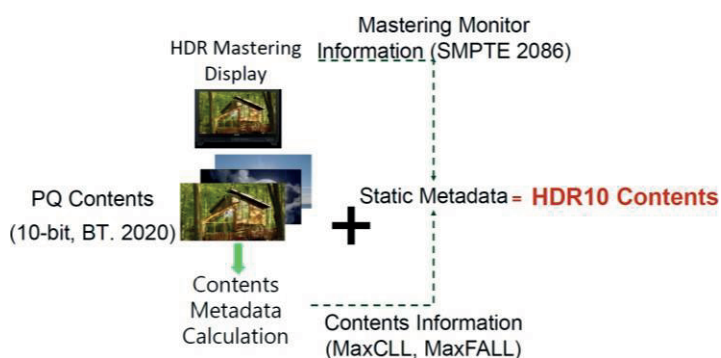 HDR Mastering
Display
Mastering Monitor
Information (SMPTE 2086)
PQ Contents
(10-bit, BT. 2020)
+
Static Metadata = HDR10 Contents
Contents
Metadata
Calculation
Contents Information
(MaxCLL, MaxFALL)